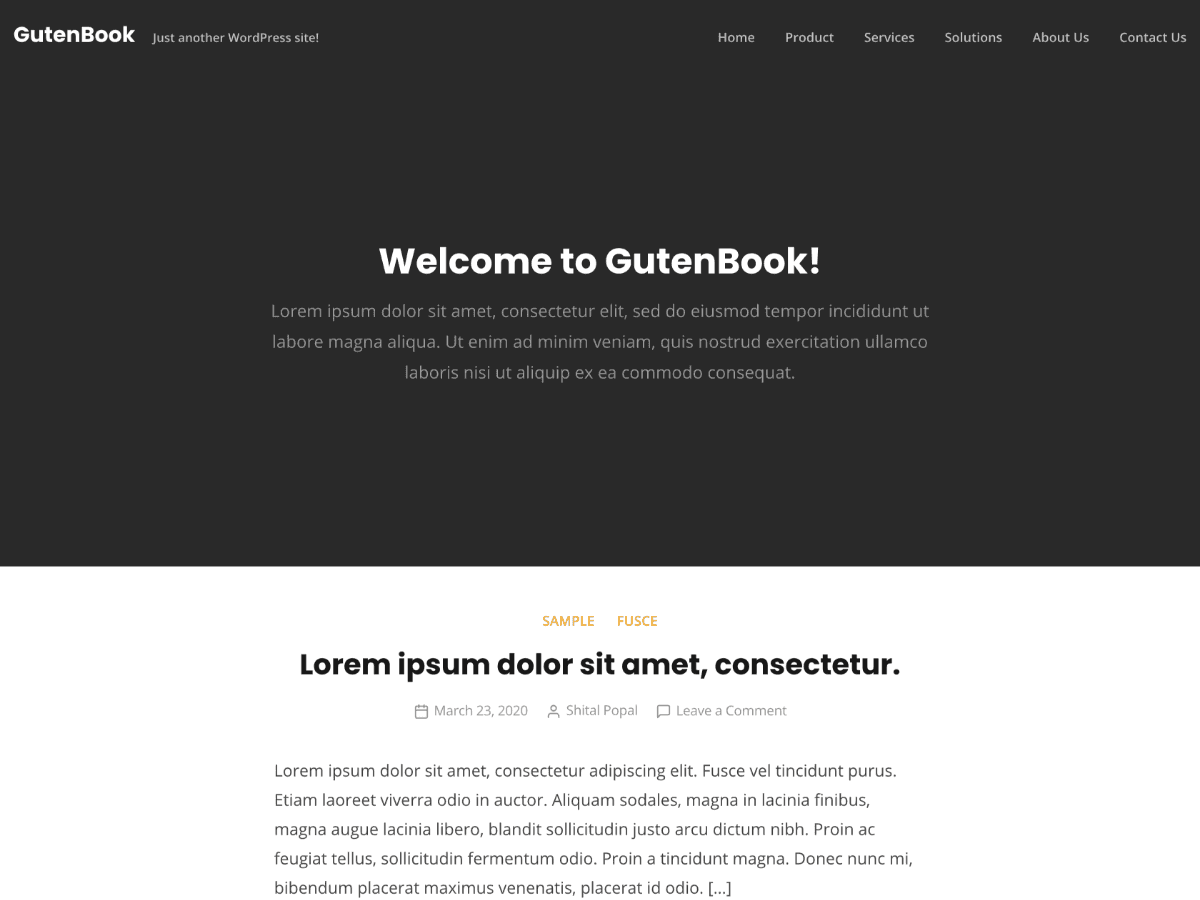 GutenBook Just another WordPress site! Home Product Services Solutions About Us Contact Us
Welcome to GutenBook!
Lorem ipsum dolor sit amet, consectetur elit, sed do eiusmod tempor incididunt ut
labore magna aliqua. Ut enim ad minim veniam, quis nostrud exercitation ullamco
laboris nisi ut aliquip ex ea commodo consequat.
SAMPLE FUSCE
Lorem ipsum dolor sit amet, consectetur.
March 23, 2020 Shital Popal Leave a Comment
Lorem ipsum dolor sit amet, consectetur adipiscing elit. Fusce vel tincidunt purus.
Etiam laoreet viverra odio in auctor. Aliquam sodales, magna in lacinia finibus,
magna augue lacinia libero, blandit sollicitudin justo arcu dictum nibh. Proin ac
feugiat tellus, sollicitudin fermentum odio. Proin a tincidunt magna. Donec nunc mi,
bibendum placerat maximus venenatis, placerat id odio. […]